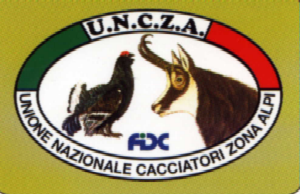 U.N.C.Z.A.
FIDC
UNIONE NAZIONALE CACCIATORI ZONA ALPI